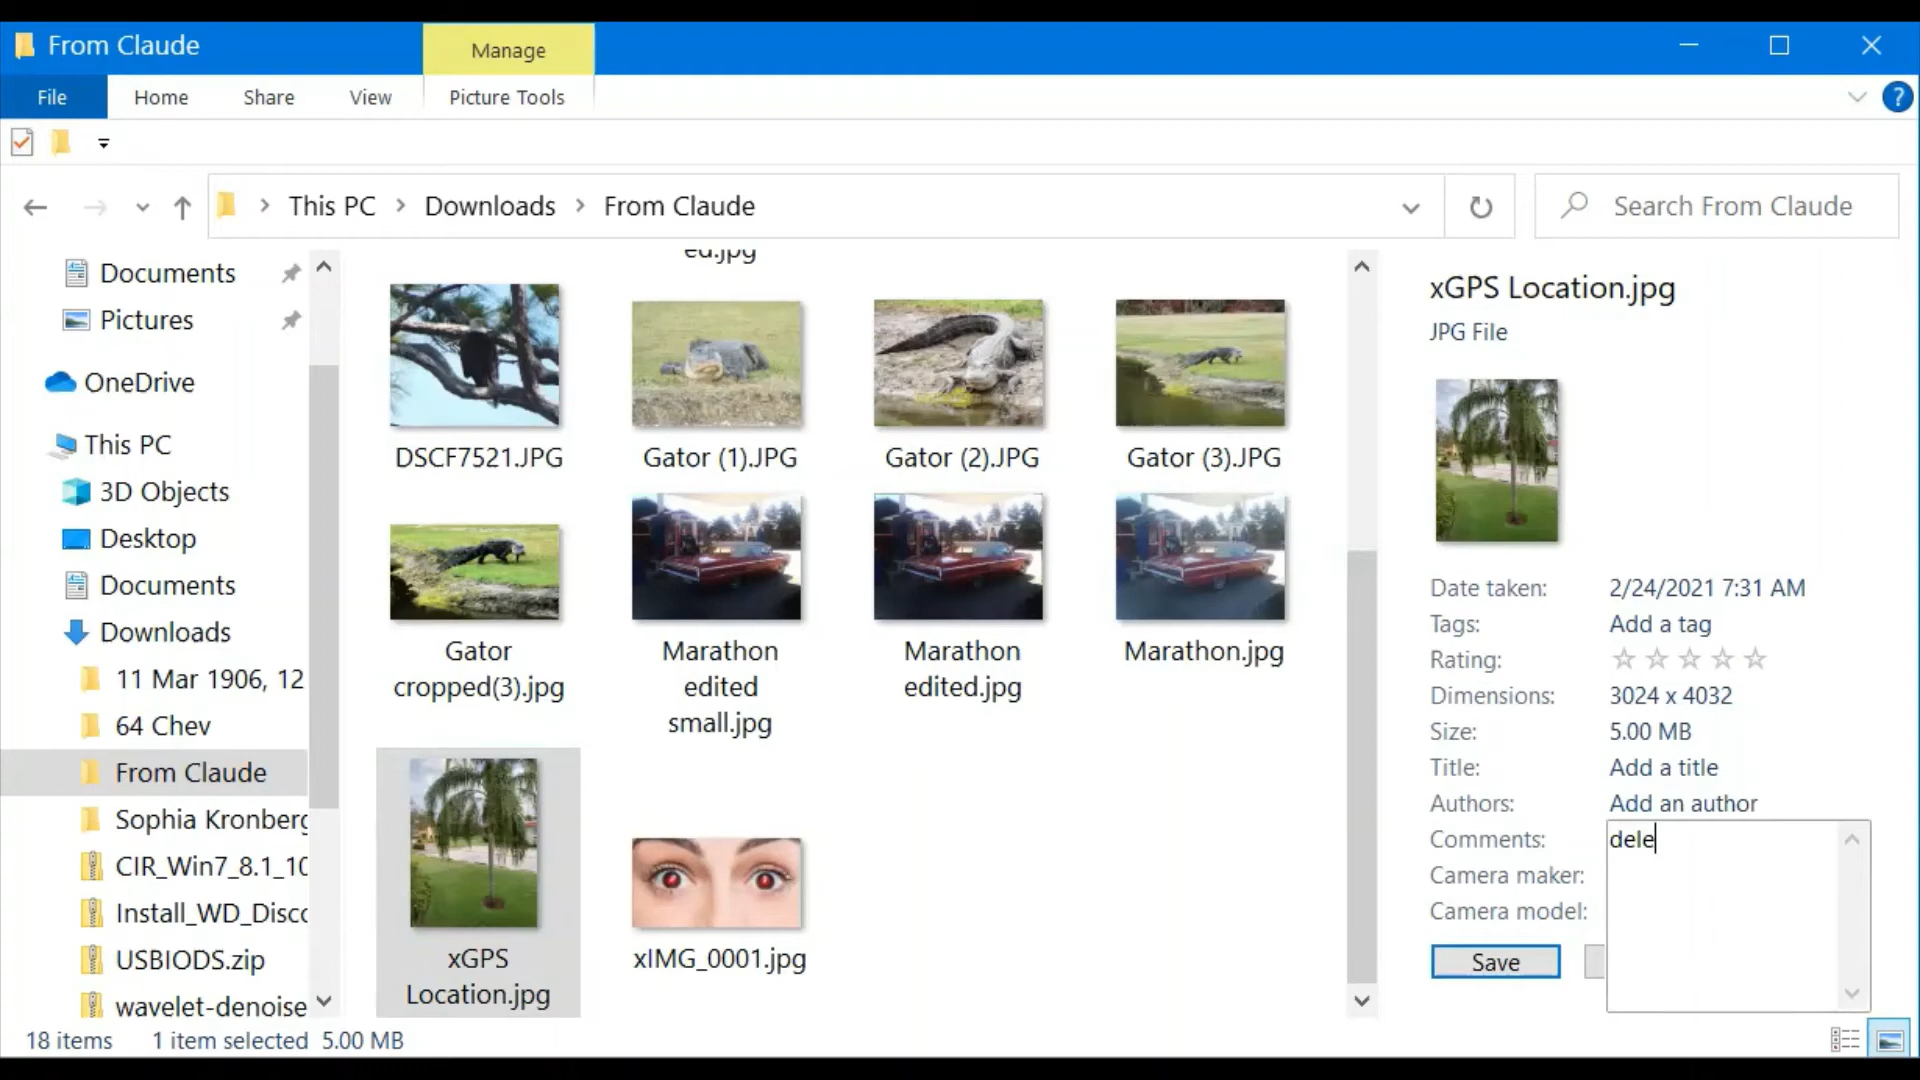 From Claude
Manage
File
Home
Share
View
Picture Tools
?
This PC
Downloads
From Claude
Search From Claude
Documents
Pictures
OneDrive
This PC
3D Objects
Desktop
Documents
Downloads
11 Mar 1906, 12
64 Chev
From Claude
Sophia Kronberg
CIR_Win7_8.1_10
Install_WD_Disco
USBIODS.zip
wavelet-denoise
ed.jpg
DSCF7521.JPG
Gator (1).JPG
Gator (2).JPG
Gator (3).JPG
Gator
cropped(3).jpg
Marathon
edited
small.jpg
Marathon
edited.jpg
Marathon.jpg
xGPS
Location.jpg
xIMG_0001.jpg
xGPS Location.jpg
JPG File
Date taken: 2/24/2021 7:31 AM
Tags: Add a tag
Rating:
Dimensions: 3024 x 4032
Size: 5.00 MB
Title: Add a title
Authors: Add an author
Comments: dele
Camera maker:
Camera model:
Save
18 items
1 item selected 5.00 MB